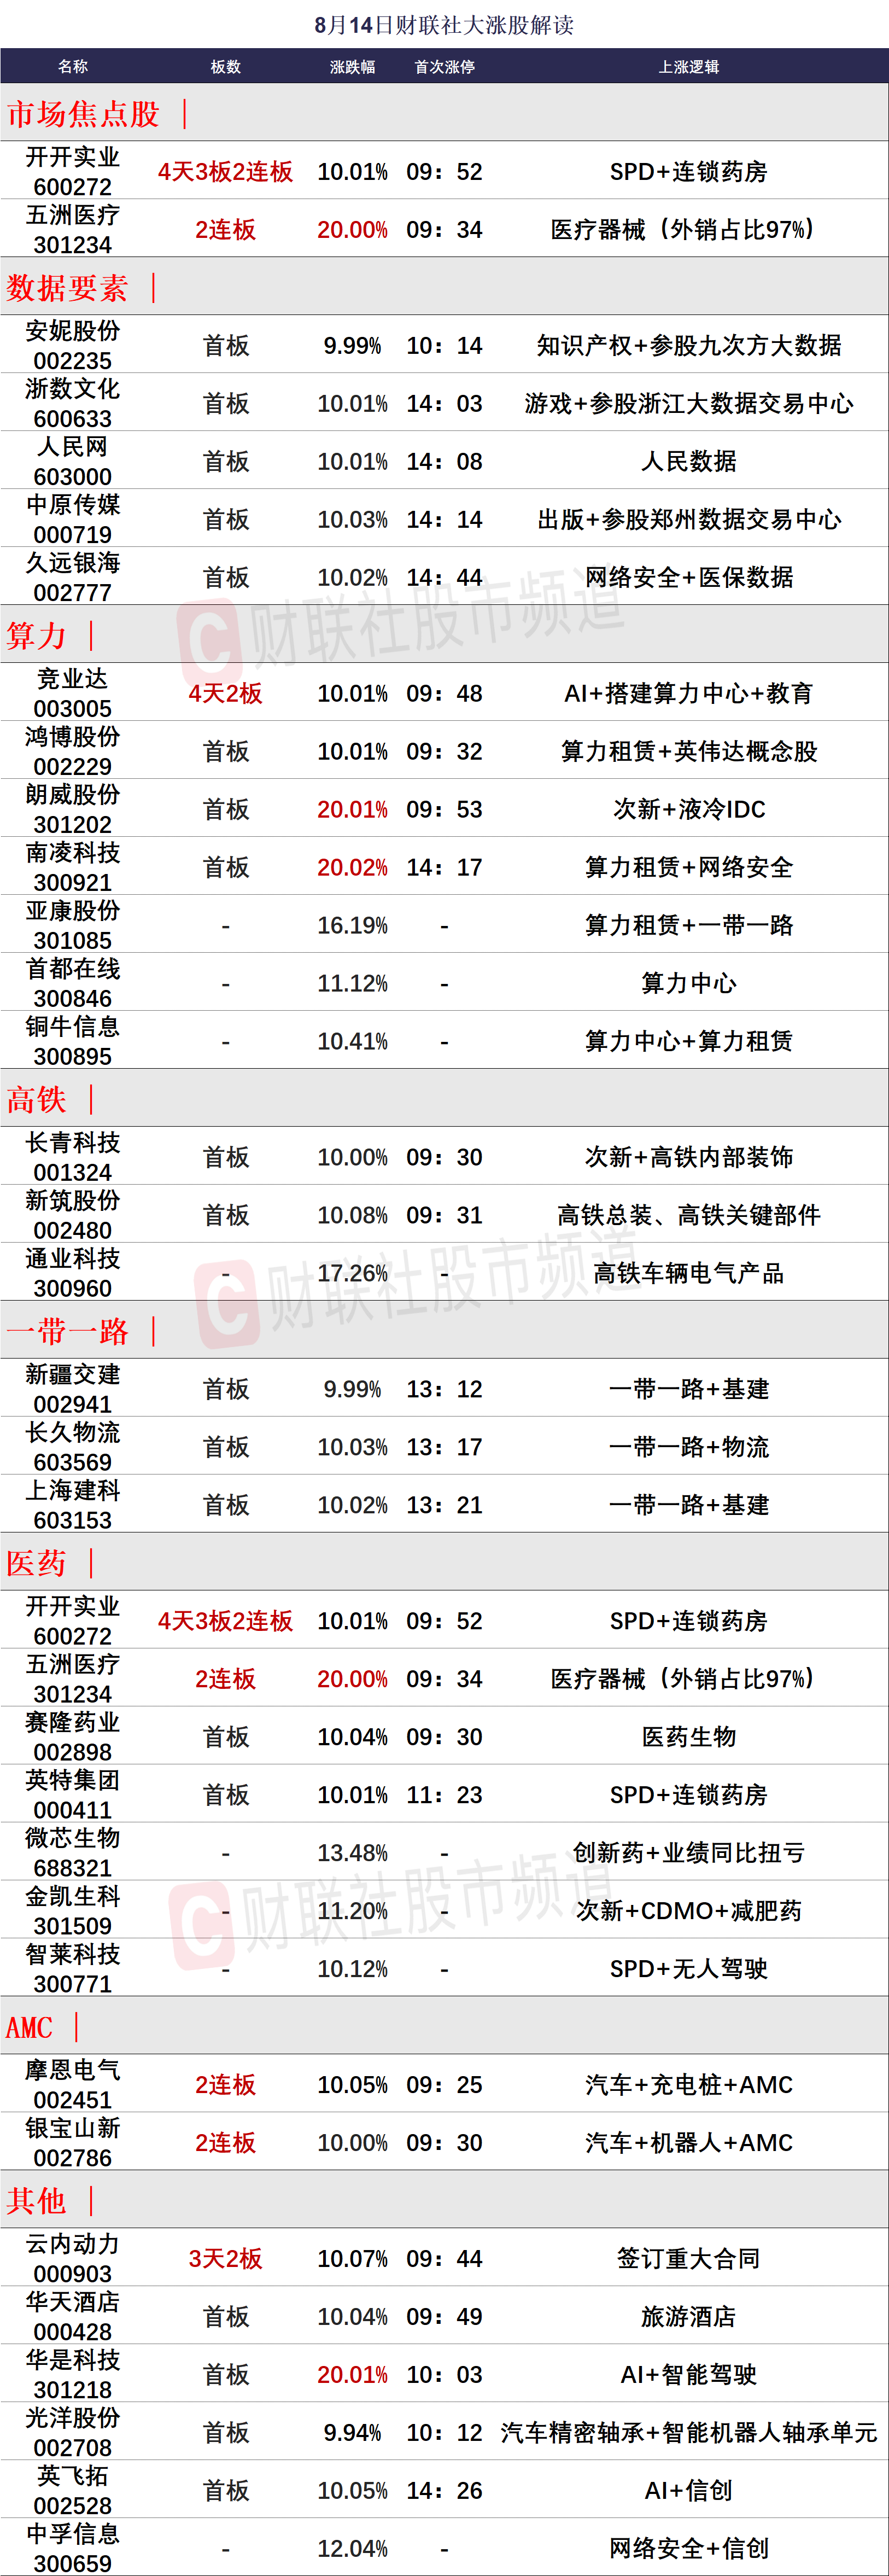 8月14日财联社大涨股解读
名称 板数 涨跌幅 首次涨停 上涨逻辑
市场焦点股 |
开开实业
600272 4天3板2连板 10.01% 09：52 SPD+连锁药房
五洲医疗
301234 2连板 20.00% 09：34 医疗器械（外销占比97%）
数据要素 |
安妮股份
002235 首板 9.99% 10：14 知识产权+参股九次方大数据
浙数文化
600633 首板 10.01% 14：03 游戏+参股浙江大数据交易中心
人民网
603000 首板 10.01% 14：08 人民数据
中原传媒
000719 首板 10.03% 14：14 出版+参股郑州数据交易中心
久远银海
002777 首板 10.02% 14：44 网络安全+医保数据
财联社股市频道
算力 |
竞业达
003005 4天2板 10.01% 09：48 AI+搭建算力中心+教育
鸿博股份
002229 首板 10.01% 09：32 算力租赁+英伟达概念股
朗威股份
301202 首板 20.01% 09：53 次新+液冷IDC
南凌科技
300921 首板 20.02% 14：17 算力租赁+网络安全
亚康股份
301085 - 16.19% - 算力租赁+一带一路
首都在线
300846 - 11.12% - 算力中心
铜牛信息
300895 - 10.41% - 算力中心+算力租赁
高铁 |
长青科技
001324 首板 10.00% 09：30 次新+高铁内部装饰
新筑股份
002480 首板 10.08% 09：31 高铁总装、高铁关键部件
通业科技
300960 - 17.26% - 高铁车辆电气产品
财联社股市频道
一带一路 |
新疆交建
002941 首板 9.99% 13：12 一带一路+基建
长久物流
603569 首板 10.03% 13：17 一带一路+物流
上海建科
603153 首板 10.02% 13：21 一带一路+基建
医药 |
开开实业
600272 4天3板2连板 10.01% 09：52 SPD+连锁药房
五洲医疗
301234 2连板 20.00% 09：34 医疗器械（外销占比97%）
赛隆药业
002898 首板 10.04% 09：30 医药生物
英特集团
000411 首板 10.01% 11：23 SPD+连锁药房
微芯生物
688321 - 13.48% - 创新药+业绩同比扭亏
金凯生科
301509 - 11.20% - 次新+CDMO+减肥药
财联社股市频道
智莱科技
300771 - 10.12% - SPD+无人驾驶
AMC |
摩恩电气
002451 2连板 10.05% 09：25 汽车+充电桩+AMC
银宝山新
002786 2连板 10.00% 09：30 汽车+机器人+AMC
其他 |
云内动力
000903 3天2板 10.07% 09：44 签订重大合同
华天酒店
000428 首板 10.04% 09：49 旅游酒店
华是科技
301218 首板 20.01% 10：03 AI+智能驾驶
光洋股份
002708 首板 9.94% 10：12 汽车精密轴承+智能机器人轴承单元
英飞拓
002528 首板 10.05% 14：26 AI+信创
中孚信息
300659 - 12.04% - 网络安全+信创